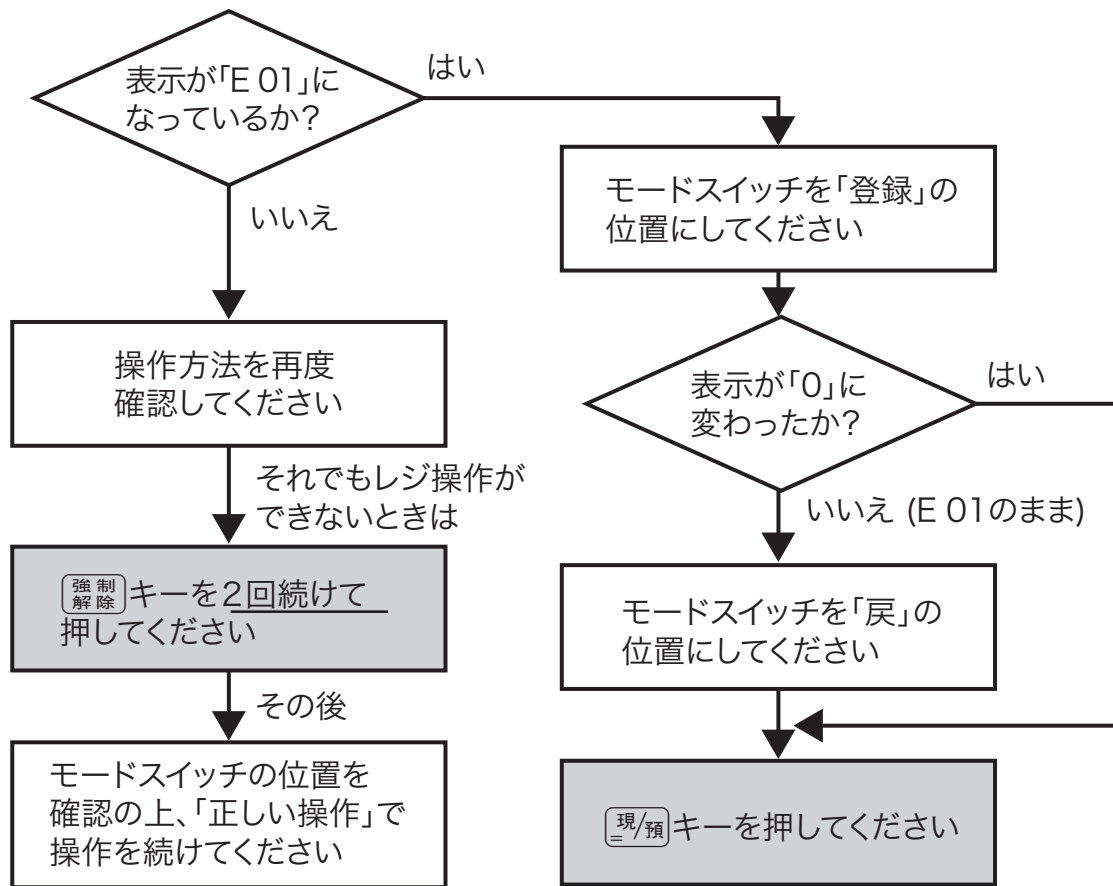 表示が「E 01」に
なっているか?
はい
いいえ
操作方法を再度
確認してください
それでもレジ操作が
できないときは
強制解除キーを2回続けて
押してください
その後
モードスイッチの位置を
確認の上、「正しい操作」で
操作を続けてください
モードスイッチを「登録」の
位置にしてください
表示が「0」に
変わったか?
はい
いいえ (E 01のまま)
モードスイッチを「戻」の
位置にしてください
現/預=キーを押してください